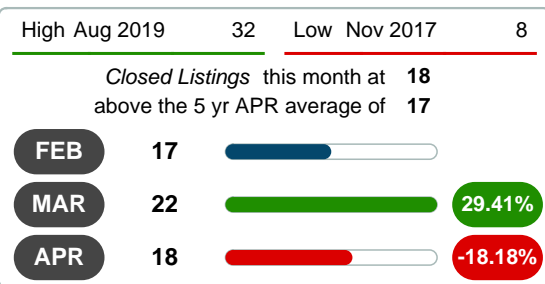 High Aug 2019 32 Low Nov 2017 8
Closed Listings this month at 18
above the 5 yr APR average of 17
FEB 17
MAR 22 29.41%
APR 18 -18.18%